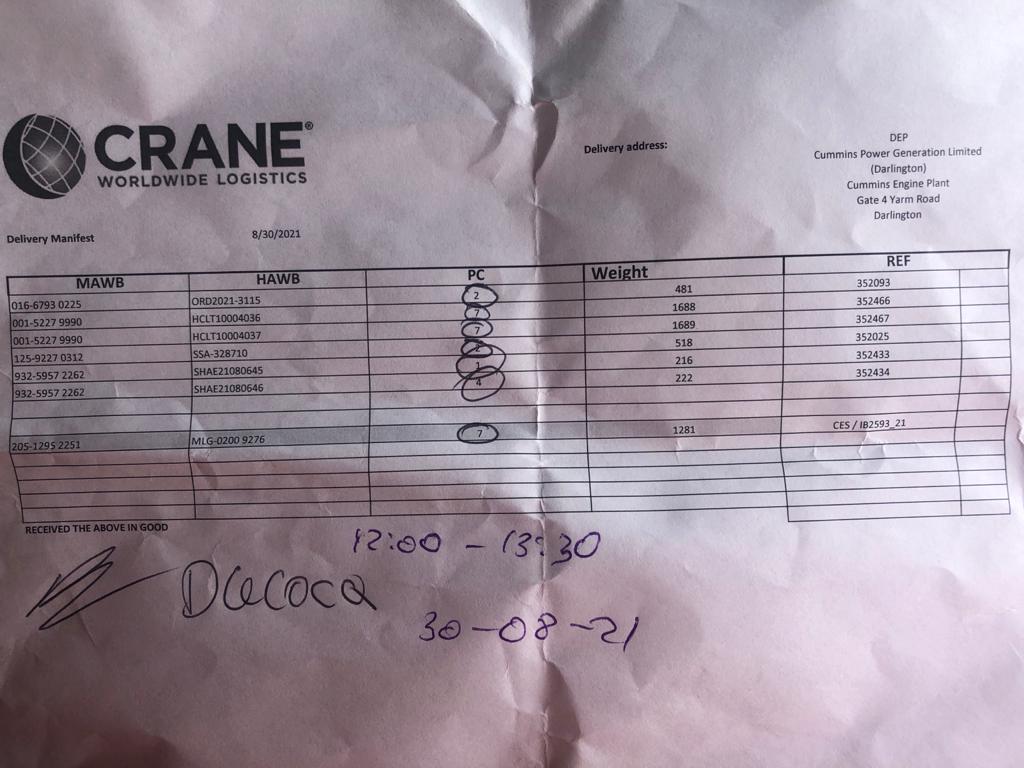 CRANE®
WORLDWIDE LOGISTICS
Delivery address:
DEP
Cummins Power Generation Limited
(Darlington)
Cummins Engine Plant
Gate 4 Yarm Road
Darlington
Delivery Manifest 8/30/2021
MAWB HAWB PC Weight REF
016-6793 0225 ORD2021-3115 2 481 352093
001-5227 9990 HCLT10004036 7 1688 352466
001-5227 9990 HCLT10004037 7 1689 352467
125-9227 0312 SSA-328710 2 518 352025
932-5957 2262 SHAE21080645 1 216 352433
932-5957 2262 SHAE21080646 4 222 352434
205-1295 2251 MLG-0200 9276 7 1281 CES / IB2593_21
RECEIVED THE ABOVE IN GOOD
12:00 - 13:30
30-08-21